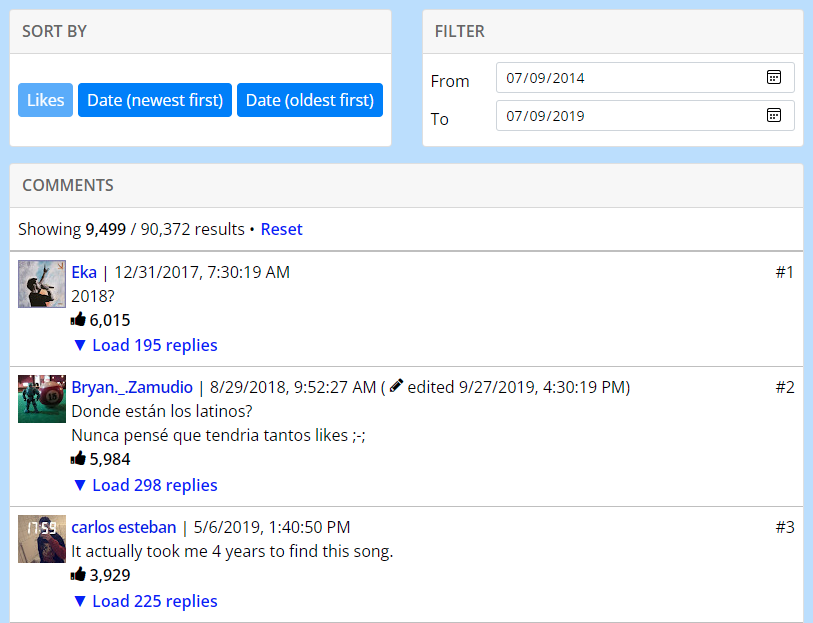 SORT BY
Likes Date (newest first) Date (oldest first)
FILTER
From 07/09/2014
To 07/09/2019
COMMENTS
Showing 9,499 / 90,372 results • Reset
Eka | 12/31/2017, 7:30:19 AM #1
2018?
6,015
▼ Load 195 replies
Bryan._.Zamudio | 8/29/2018, 9:52:27 AM ( edited 9/27/2019, 4:30:19 PM) #2
Donde están los latinos?
Nunca pensé que tendria tantos likes ;-;
5,984
▼ Load 298 replies
17:59
carlos esteban | 5/6/2019, 1:40:50 PM #3
It actually took me 4 years to find this song.
3,929
▼ Load 225 replies